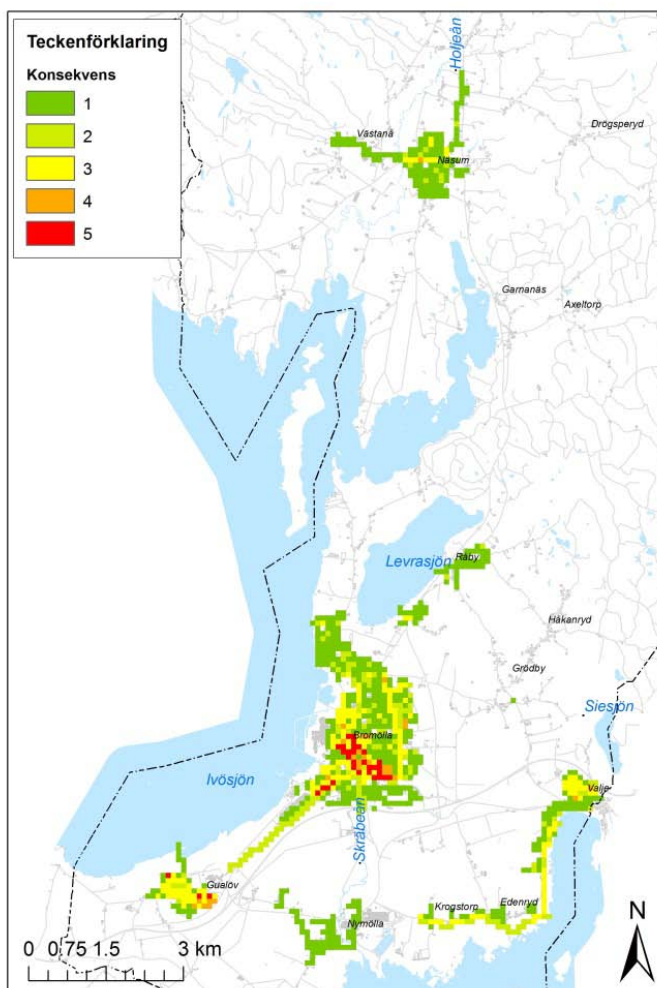 Teckenförklaring
Konsekvens
1
2
3
4
5
Holjeån
Västanå
Näsum
Drögsperyd
Garnanäs
Axeltorp
Levrasjön
Råby
Håkanryd
Grödby
Siesjön
Bromölla
Ivösjön
Valje
Skräbeån
Gualöv
Krogstorp
Edenryd
Nymölla
N
0 0.75 1.5 3 km